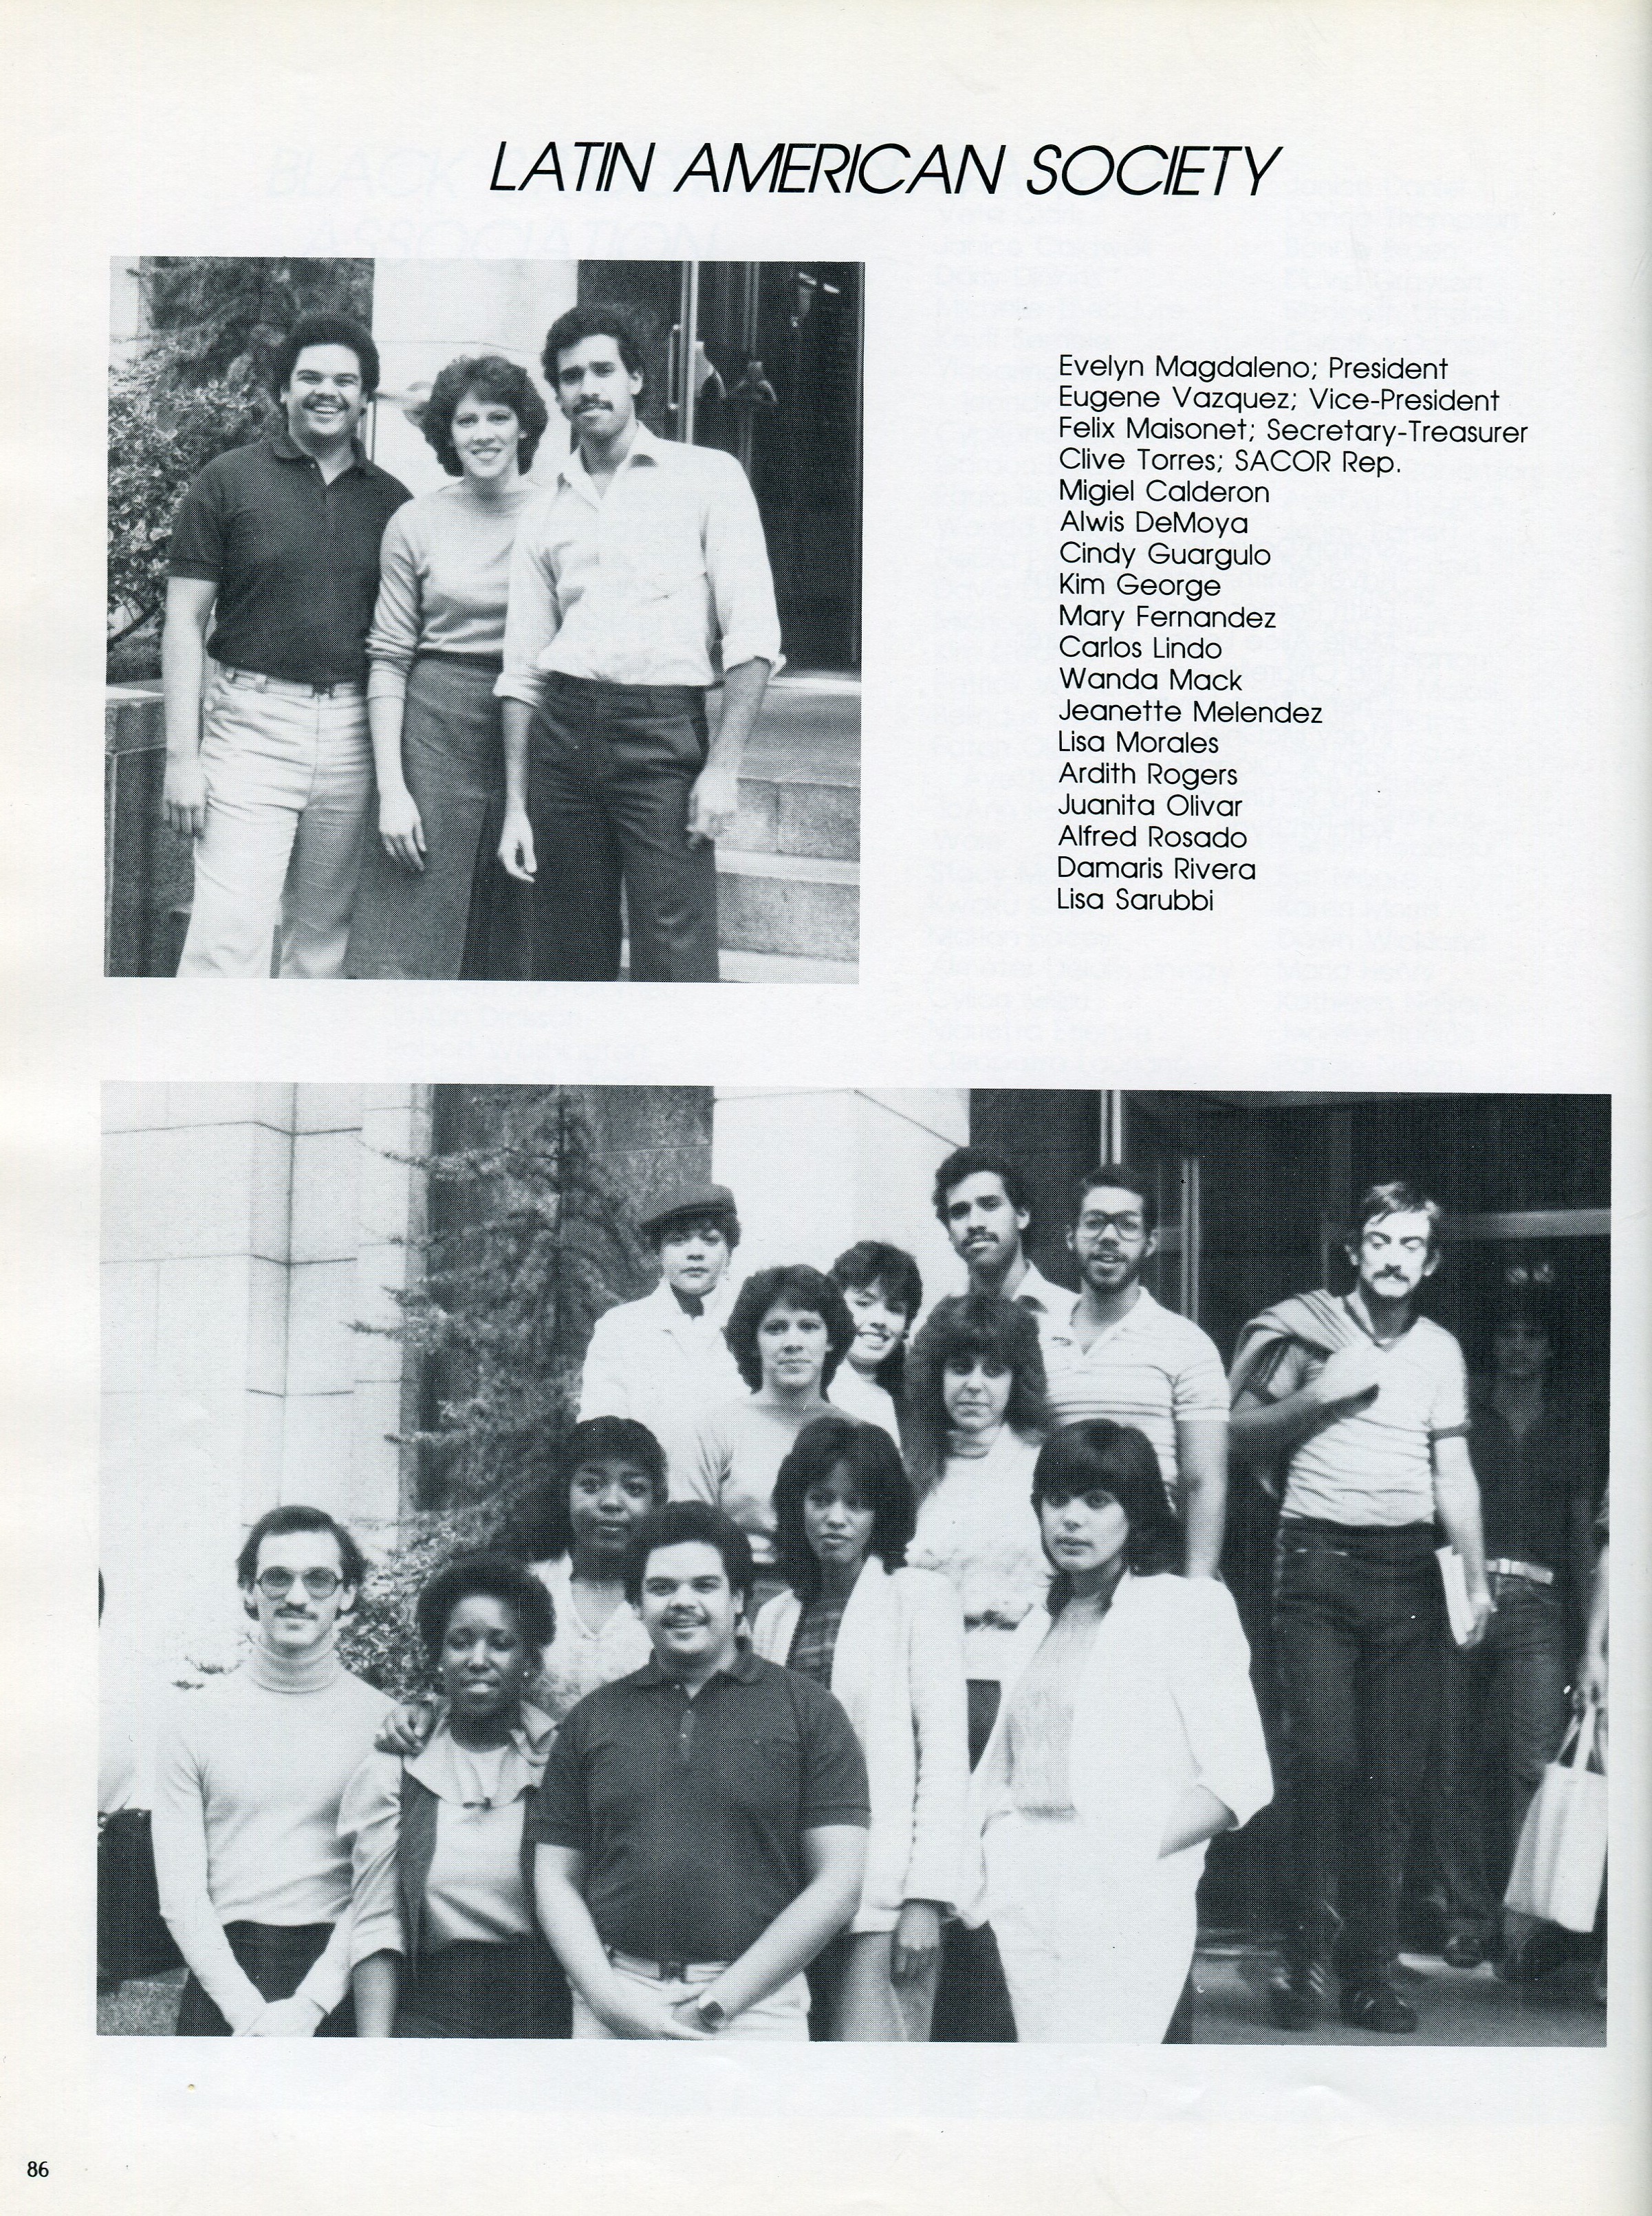 LATIN AMERICAN SOCIETY
Evelyn Magdaleno; President
Eugene Vazquez; Vice-President
Felix Maisonet; Secretary-Treasurer
Clive Torres; SACOR Rep.
Migiel Calderon
Alwis DeMoya
Cindy Guargulo
Kim George
Mary Fernandez
Carlos Lindo
Wanda Mack
Jeanette Melendez
Lisa Morales
Ardith Rogers
Juanita Olivar
Alfred Rosado
Damaris Rivera
Lisa Sarubbi
86